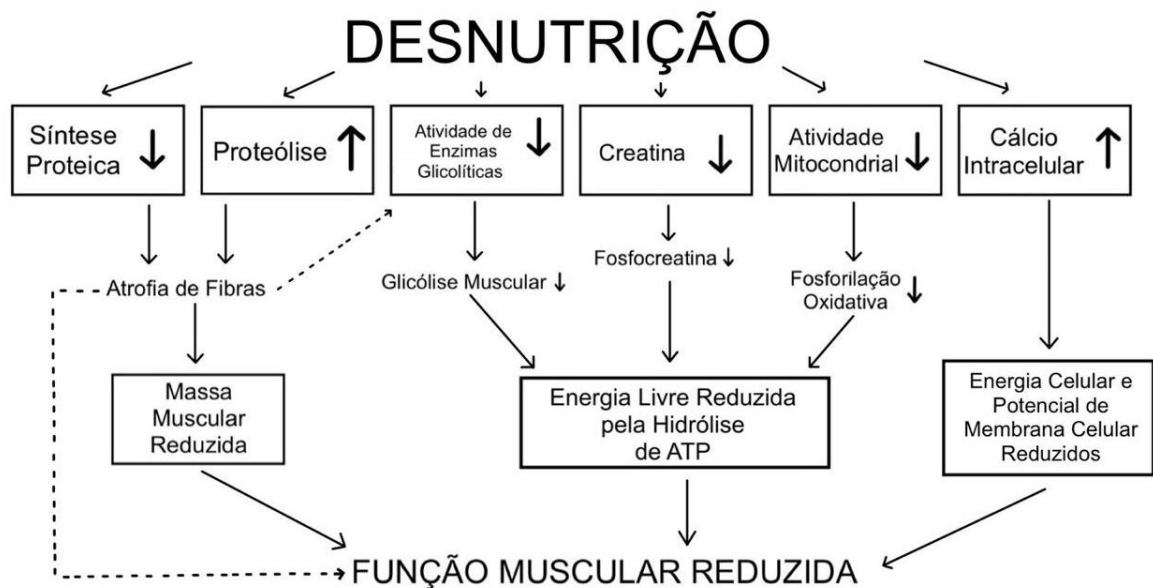 DESNUTRIÇÃO
Síntese
Proteica
Proteólise
Atividade de
Enzimas
Glicolíticas
Creatina
Atividade
Mitocondrial
Cálcio
Intracelular
Atrofia de Fibras
Glicólise Muscular
Fosfocreatina
Fosforilação
Oxidativa
Massa
Muscular
Reduzida
Energia Livre Reduzida
pela Hidrólise
de ATP
Energia Celular e
Potencial de
Membrana Celular
Reduzidos
FUNÇÃO MUSCULAR REDUZIDA